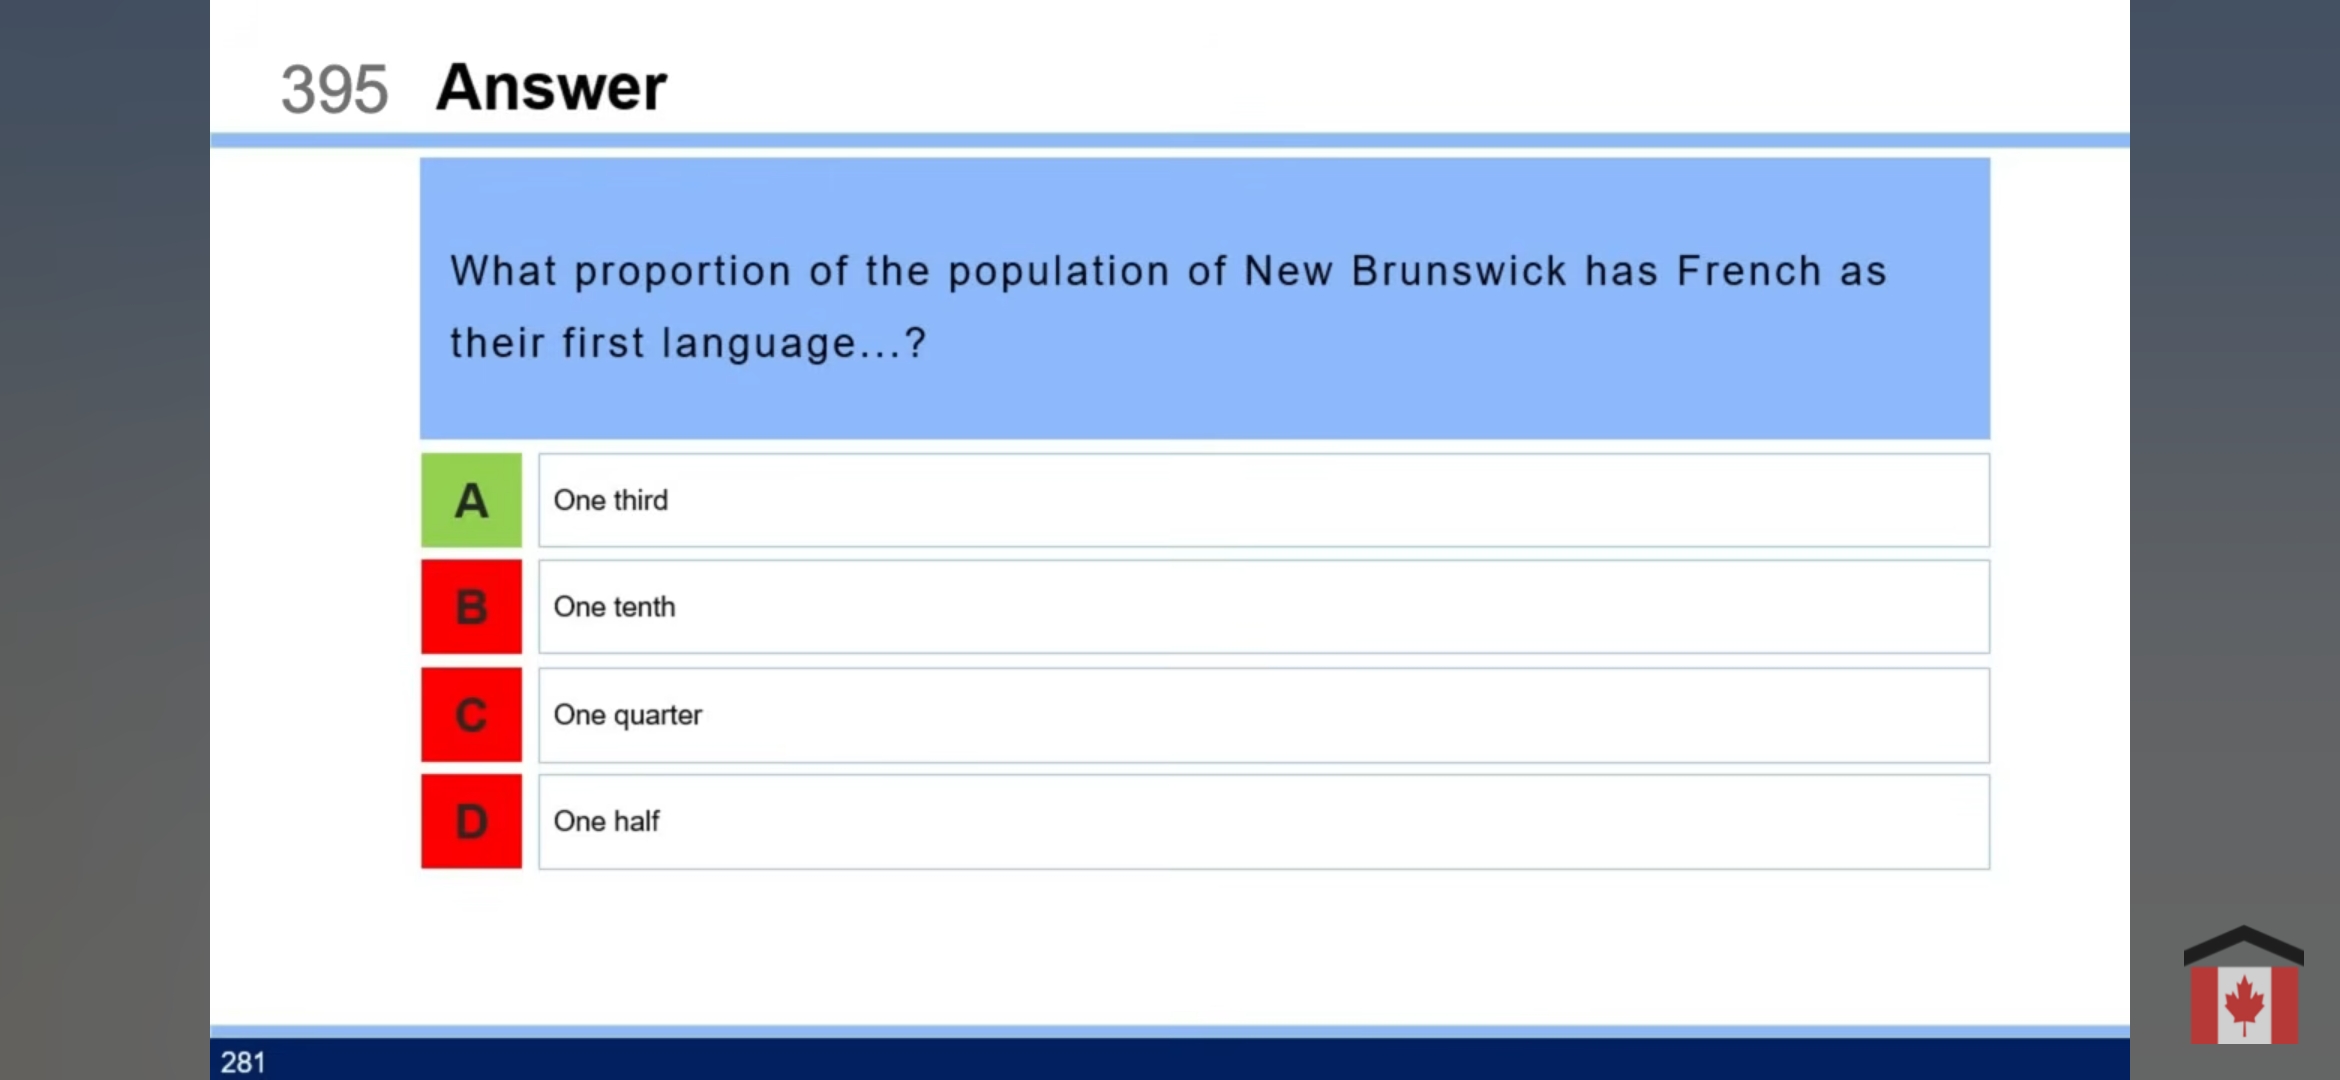 395 Answer
What proportion of the population of New Brunswick has French as
their first language...?
A One third
B One tenth
C One quarter
D One half
281